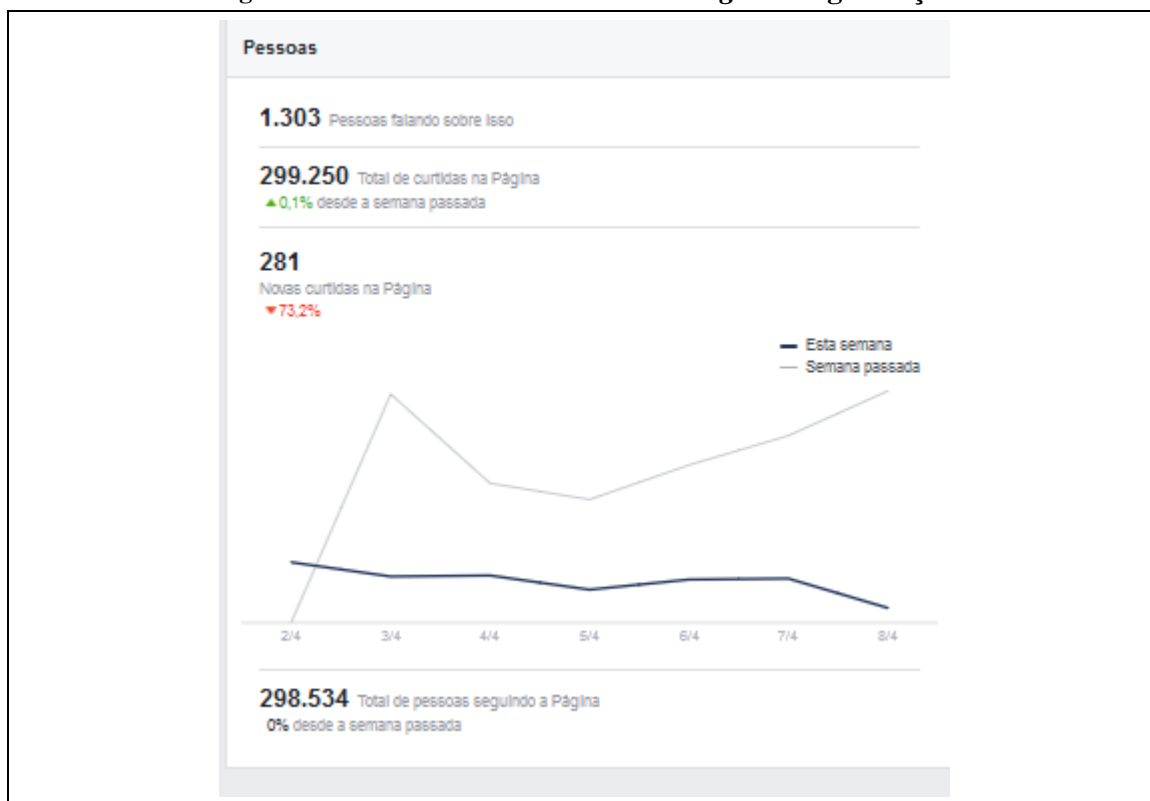 Pessoas
1.303 Pessoas falando sobre isso
299.250 Total de curtidas na Página
▲0,1% desde a semana passada
281
Novas curtidas na Página
▼73,2%
Esta semana
Semana passada
2/4 3/4 4/4 5/4 6/4 7/4 8/4
298.534 Total de pessoas seguindo a Página
0% desde a semana passada